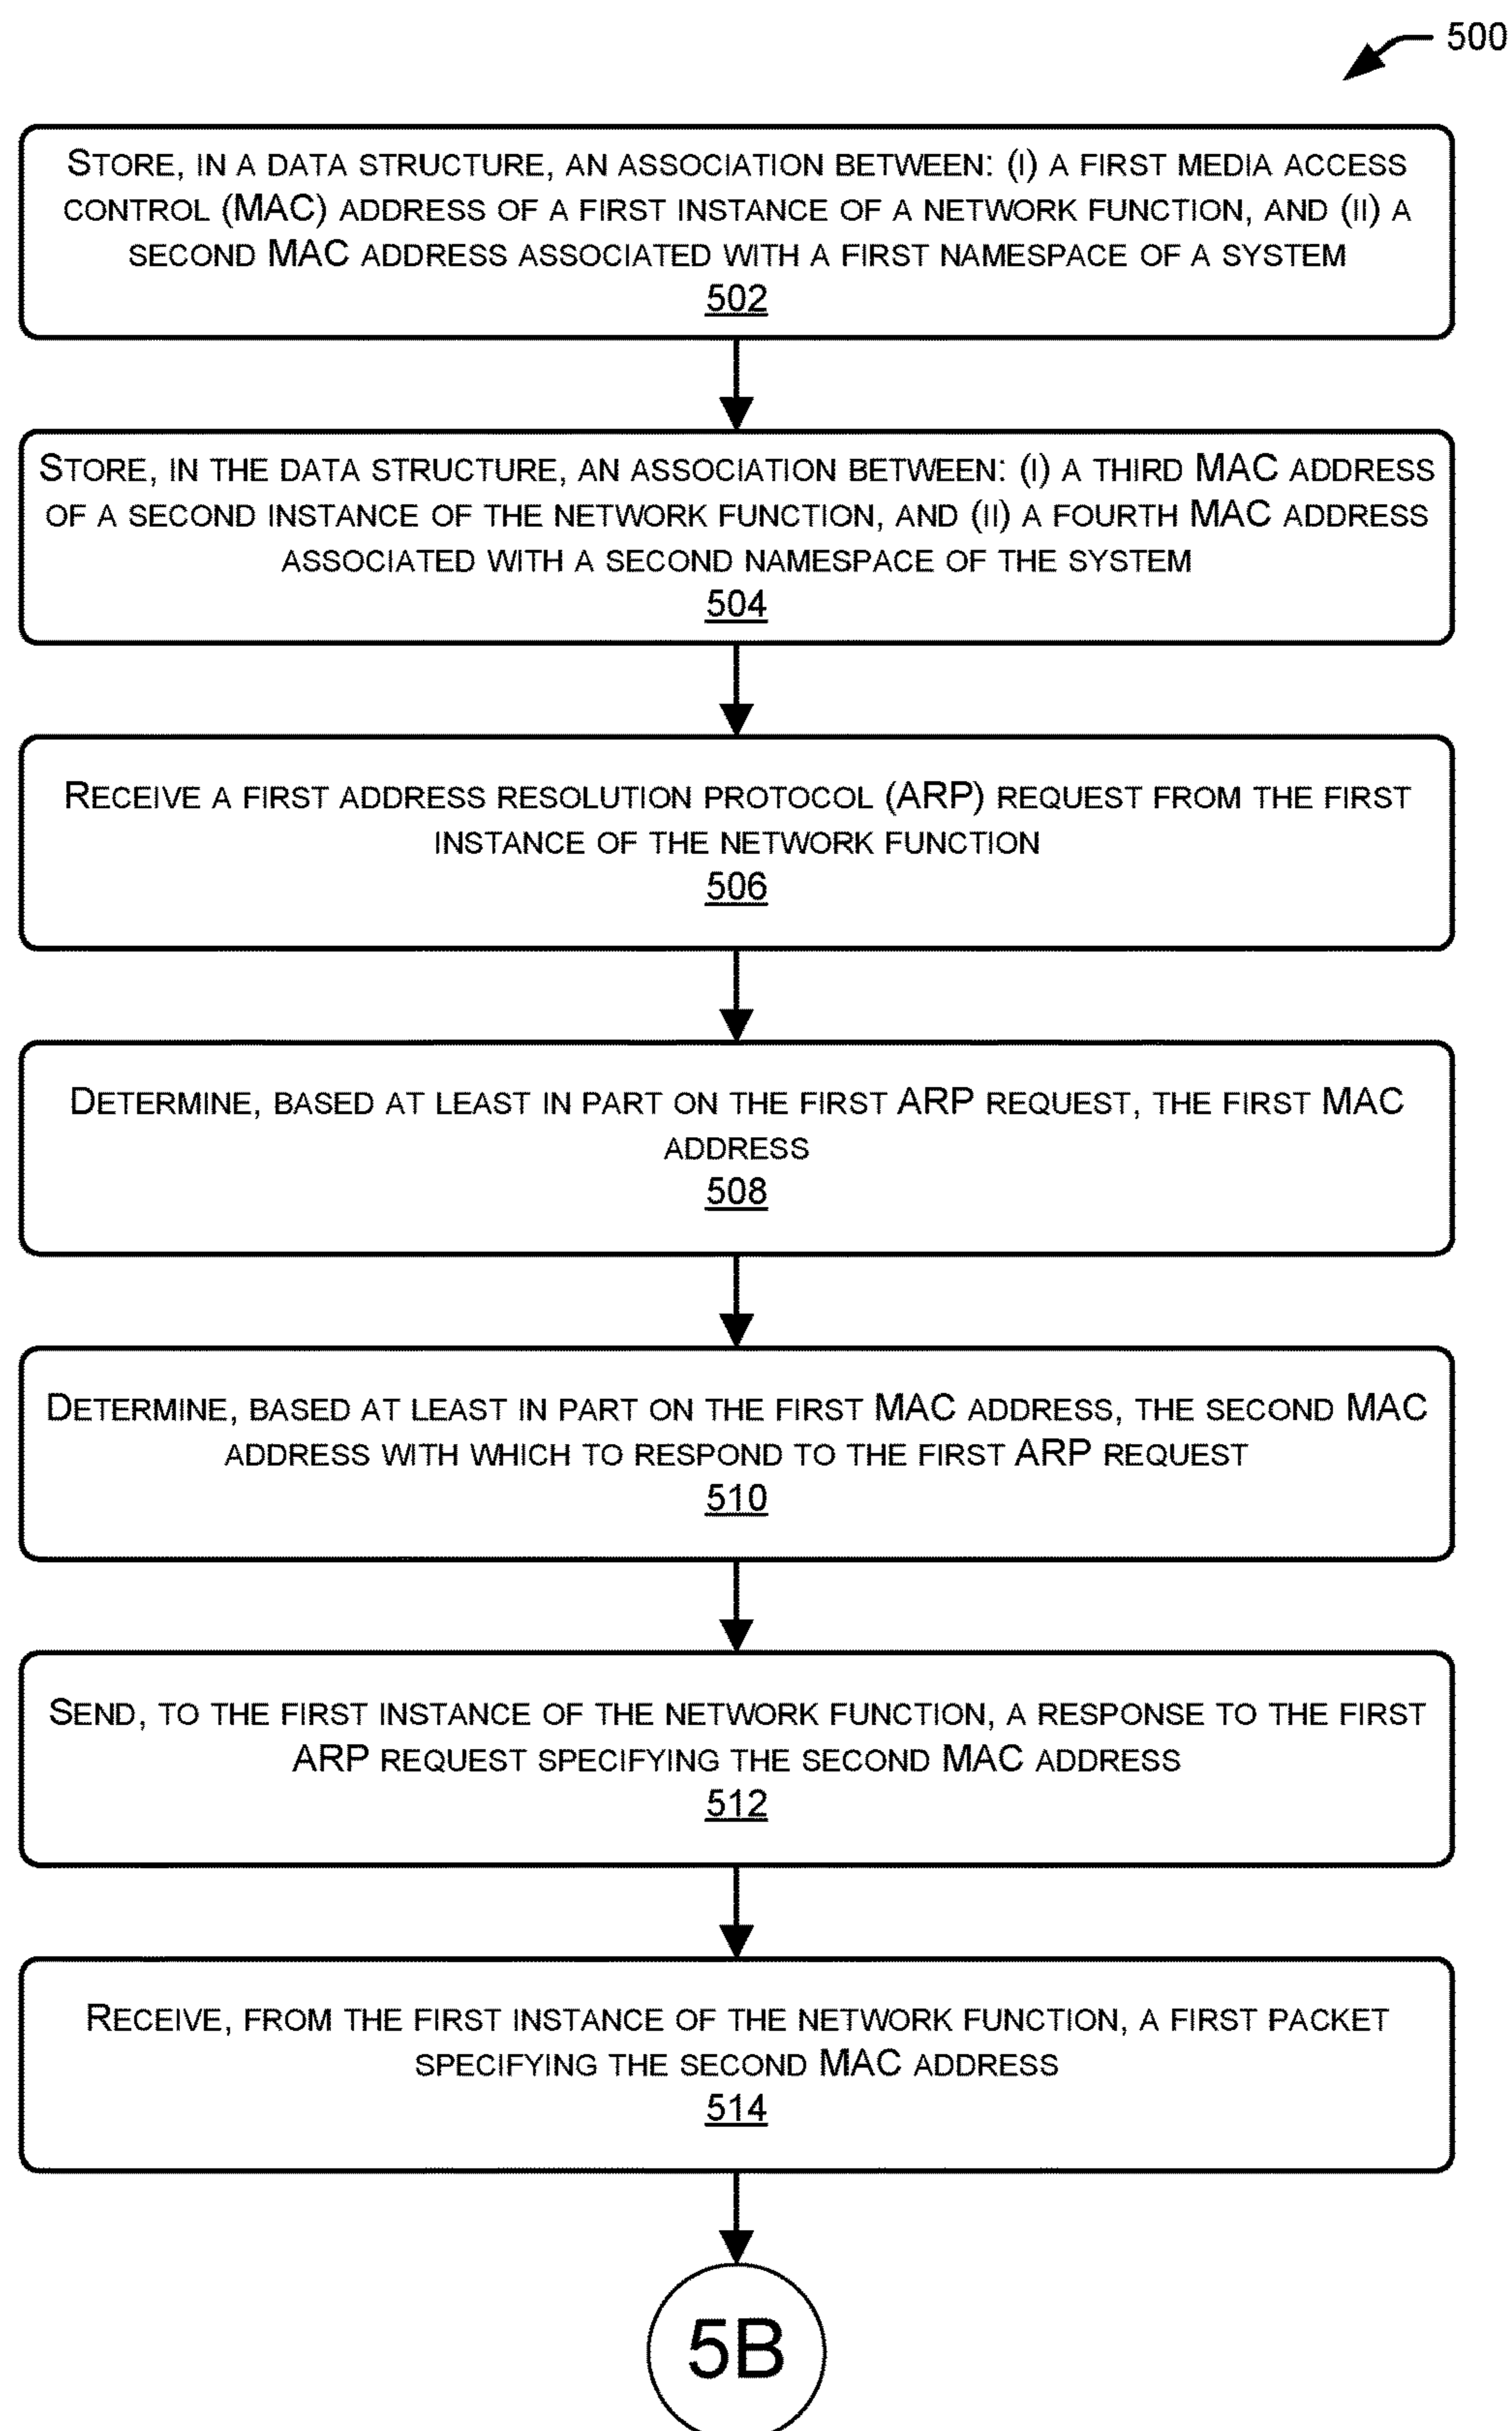 500
STORE, IN A DATA STRUCTURE, AN ASSOCIATION BETWEEN: (I) A FIRST MEDIA ACCESS
CONTROL (MAC) ADDRESS OF A FIRST INSTANCE OF A NETWORK FUNCTION, AND (II) A
SECOND MAC ADDRESS ASSOCIATED WITH A FIRST NAMESPACE OF A SYSTEM
502
STORE, IN THE DATA STRUCTURE, AN ASSOCIATION BETWEEN: (I) A THIRD MAC ADDRESS
OF A SECOND INSTANCE OF THE NETWORK FUNCTION, AND (II) A FOURTH MAC ADDRESS
ASSOCIATED WITH A SECOND NAMESPACE OF THE SYSTEM
504
RECEIVE A FIRST ADDRESS RESOLUTION PROTOCOL (ARP) REQUEST FROM THE FIRST
INSTANCE OF THE NETWORK FUNCTION
506
DETERMINE, BASED AT LEAST IN PART ON THE FIRST ARP REQUEST, THE FIRST MAC
ADDRESS
508
DETERMINE, BASED AT LEAST IN PART ON THE FIRST MAC ADDRESS, THE SECOND MAC
ADDRESS WITH WHICH TO RESPOND TO THE FIRST ARP REQUEST
510
SEND, TO THE FIRST INSTANCE OF THE NETWORK FUNCTION, A RESPONSE TO THE FIRST
ARP REQUEST SPECIFYING THE SECOND MAC ADDRESS
512
RECEIVE, FROM THE FIRST INSTANCE OF THE NETWORK FUNCTION, A FIRST PACKET
SPECIFYING THE SECOND MAC ADDRESS
514
5B